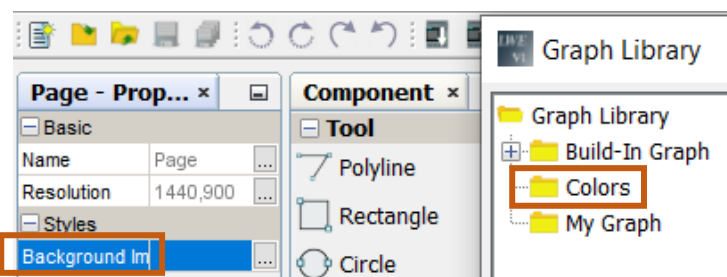 Graph Library
Page - Prop... ×
Basic
Name Page ...
Resolution 1440,900 ...
Styles
Background Im ...
Component ×
Tool
Polyline
Rectangle
Circle
Graph Library
Build-In Graph
Colors
My Graph